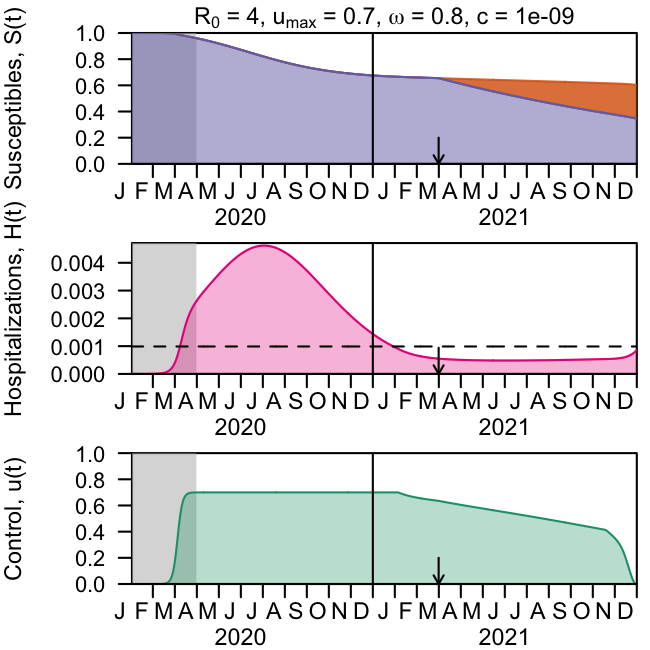 R₀ = 4, uₘₐₓ = 0.7, ω = 0.8, c = 1e-09
Susceptibles, S(t)
1.0
0.8
0.6
0.4
0.2
0.0
J F M A M J J A S O N D J F M A M J J A S O N D
2020 2021
Hospitalizations, H(t)
0.004
0.003
0.002
0.001
0.000
J F M A M J J A S O N D J F M A M J J A S O N D
2020 2021
Control, u(t)
1.0
0.8
0.6
0.4
0.2
0.0
J F M A M J J A S O N D J F M A M J J A S O N D
2020 2021